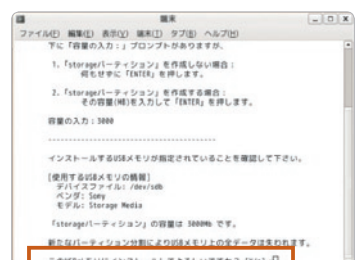 端末
ファイル(F) 編集(E) 表示(V) 端末(T) タブ(B) ヘルプ(H)
下に「容量の入力：」プロンプトがありますが、
1.「storageパーティション」を作成しない場合：
何もせずに「ENTER」を押します。
2.「storageパーティション」を作成する場合：
その容量(MB)を入力して「ENTER」を押します。
容量の入力：3000
----------------------------------------
インストールするUSBメモリが指定されていることを確認して下さい。
[使用するUSBメモリの情報]
デバイスファイル: /dev/sdb
ベンダ: Sony
モデル: Storage Media
「storageパーティション」の容量は 3000Mb です。
新たなパーティション分割によりUSBメモリ上の全データは失われます。